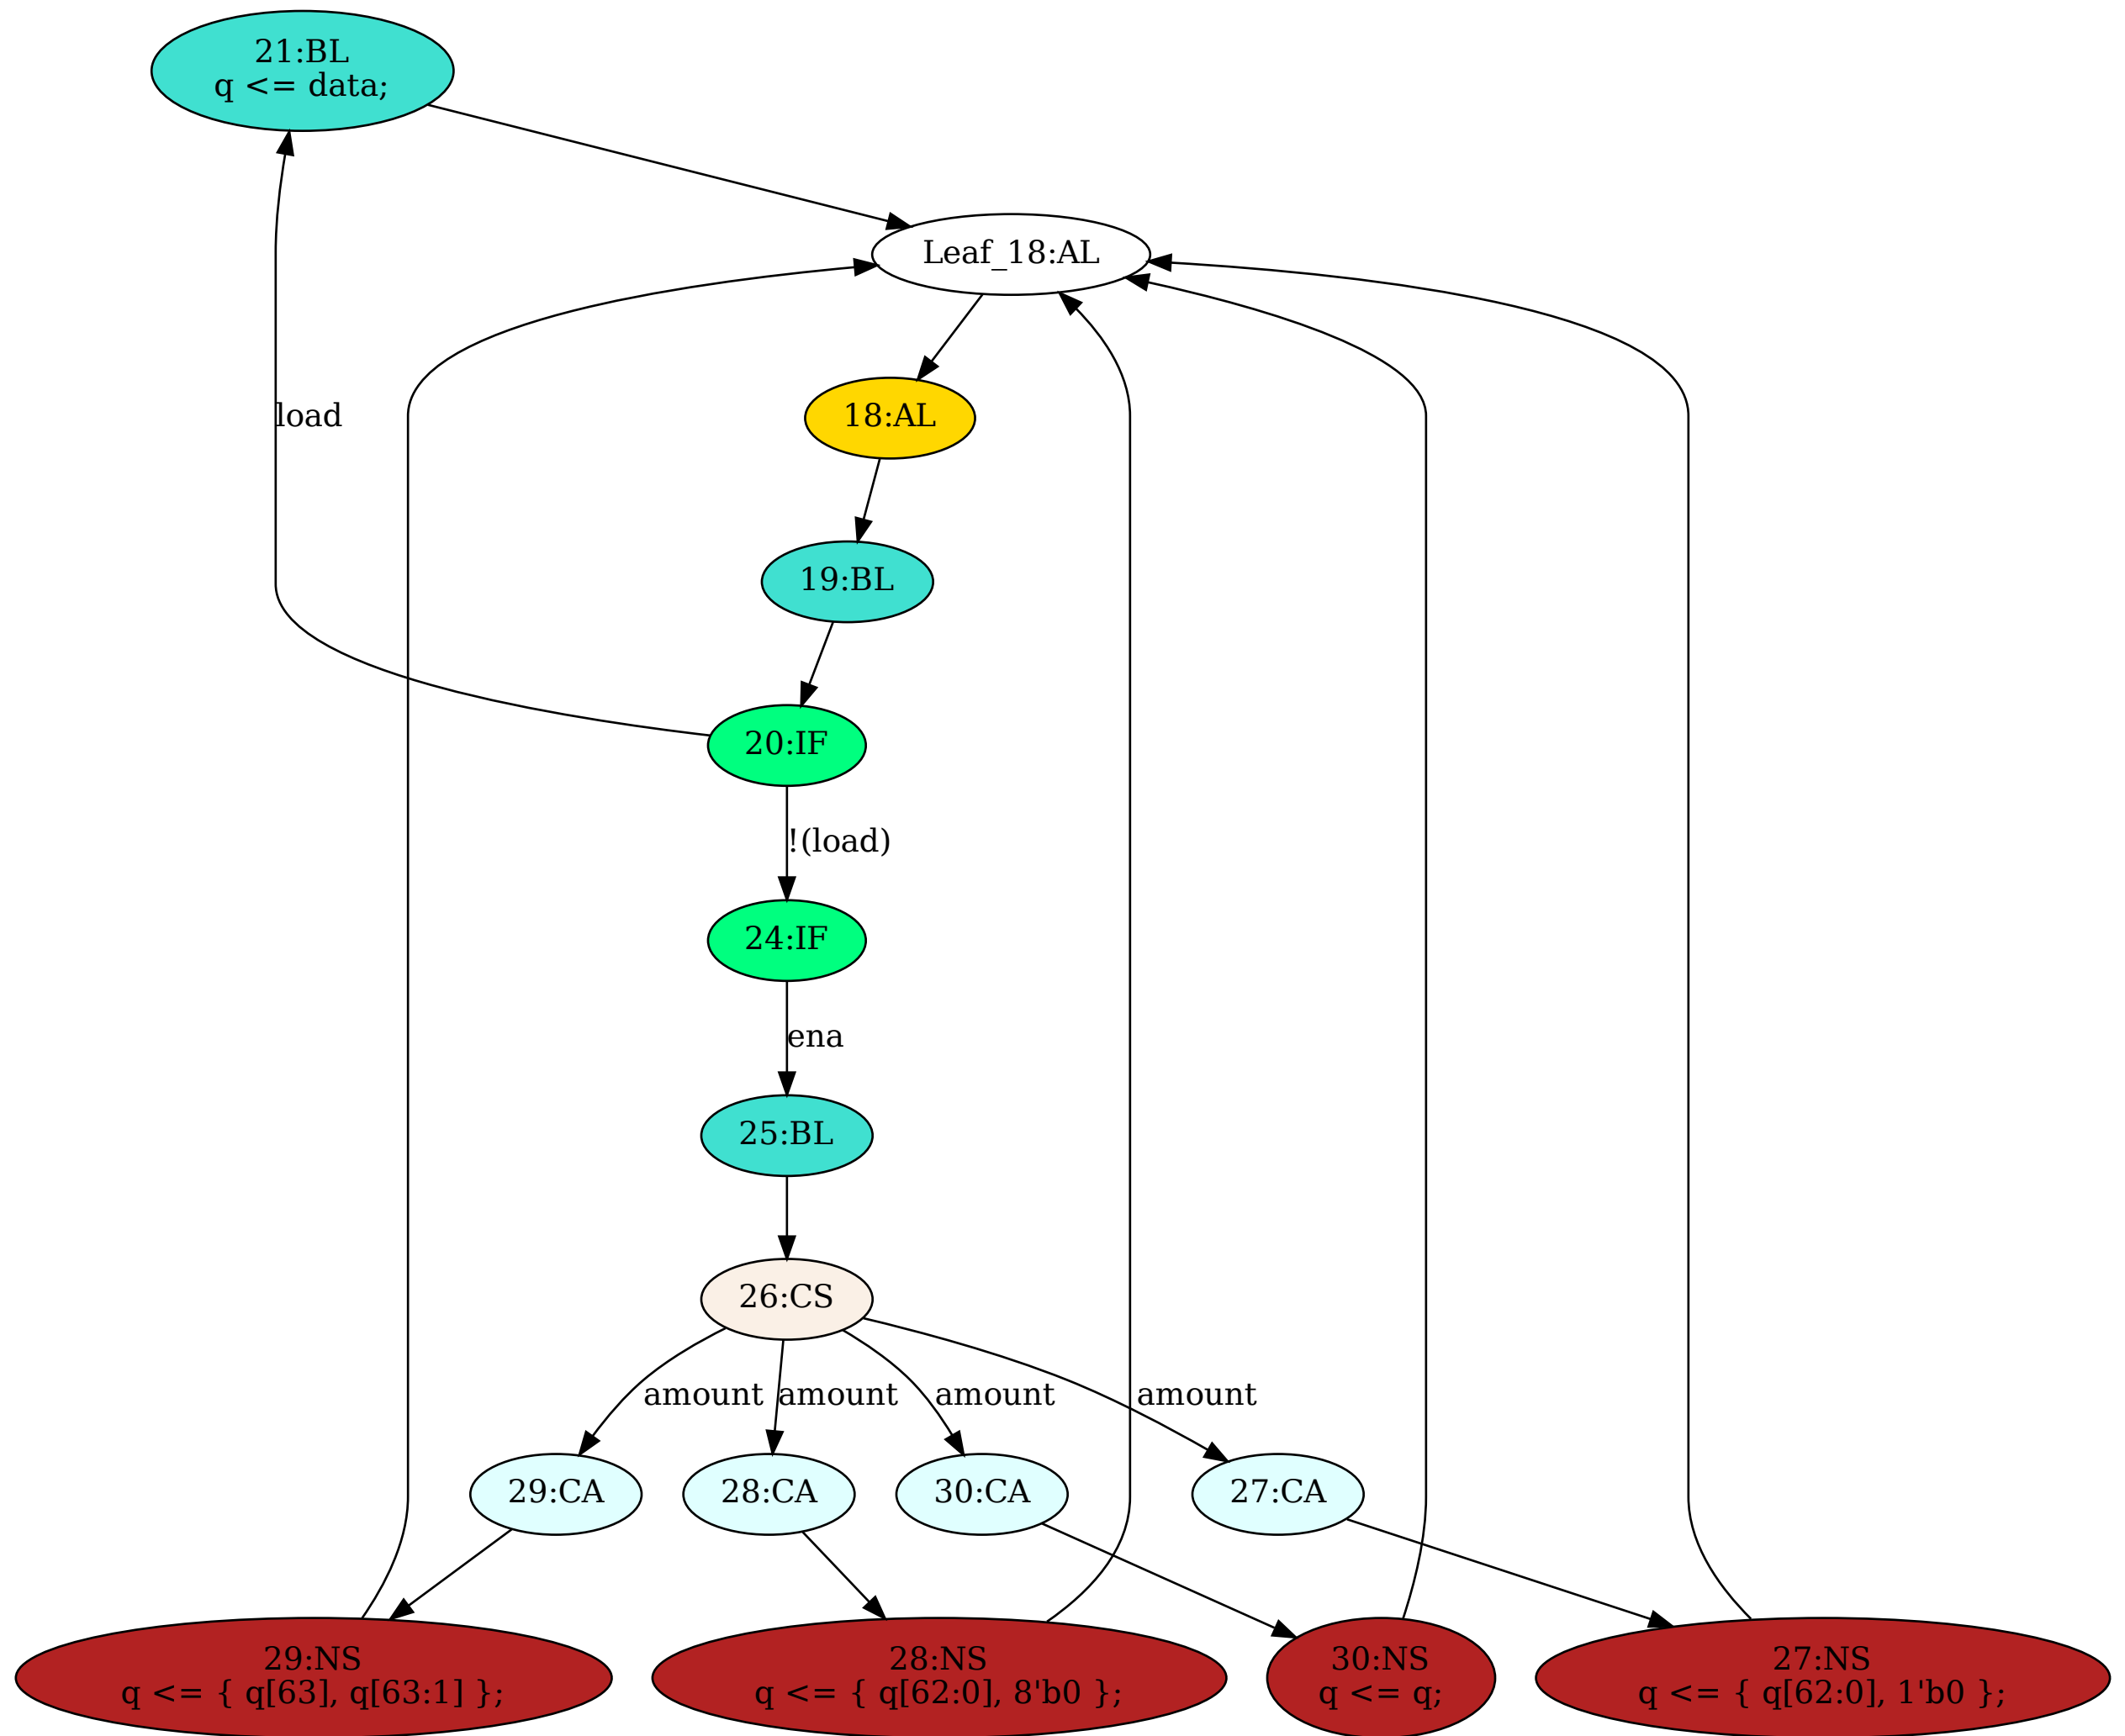 21:BL
q <= data;
Leaf_18:AL
load
18:AL
19:BL
20:IF
!(load)
24:IF
ena
25:BL
26:CS
amount
amount
amount
amount
29:CA
28:CA
30:CA
27:CA
29:NS
q <= { q[63], q[63:1] };
28:NS
q <= { q[62:0], 8'b0 };
30:NS
q <= q;
27:NS
q <= { q[62:0], 1'b0 };